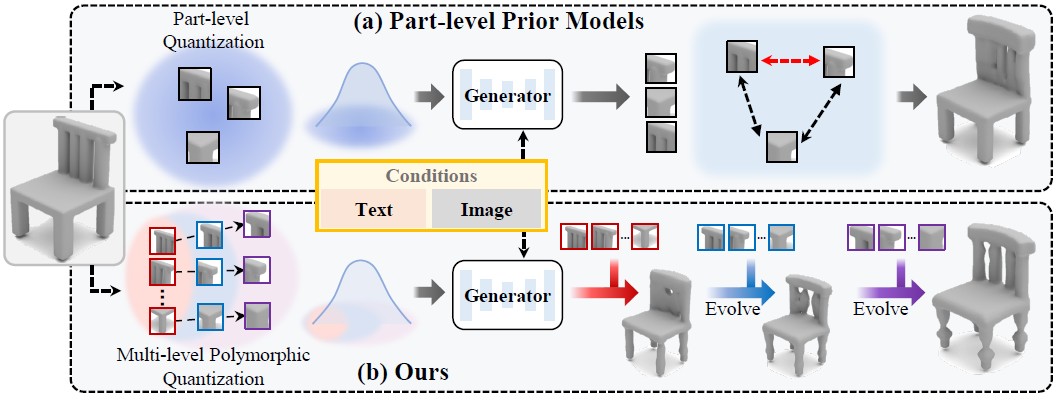 (a) Part-level Prior Models
Part-level
Quantization
Generator
Conditions
Text
Image
Generator
...
...
...
Evolve
Evolve
Multi-level Polymorphic
Quantization
(b) Ours